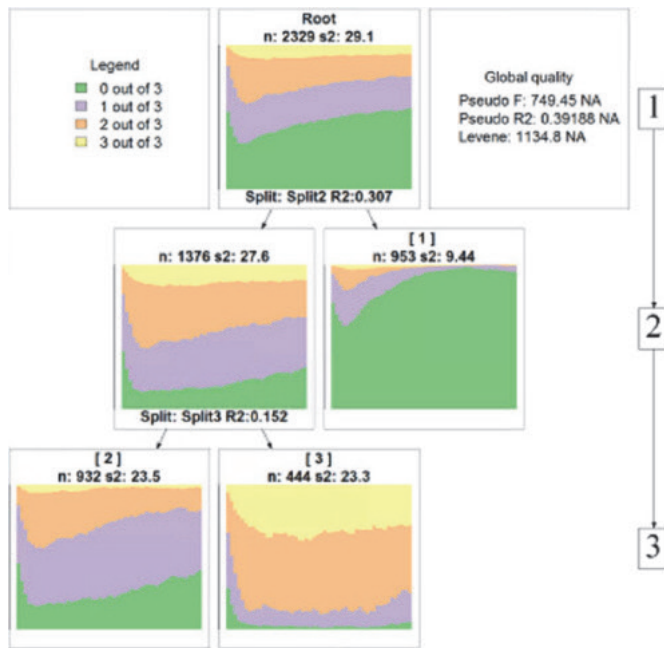 Legend
0 out of 3
1 out of 3
2 out of 3
3 out of 3
Root
n: 2329 s2: 29.1
Split: Split2 R2:0.307
Global quality
Pseudo F: 749.45 NA
Pseudo R2: 0.39188 NA
Levene: 1134.8 NA
1
n: 1376 s2: 27.6
Split: Split3 R2:0.152
[ 1 ]
n: 953 s2: 9.44
2
[ 2 ]
n: 932 s2: 23.5
[ 3 ]
n: 444 s2: 23.3
3